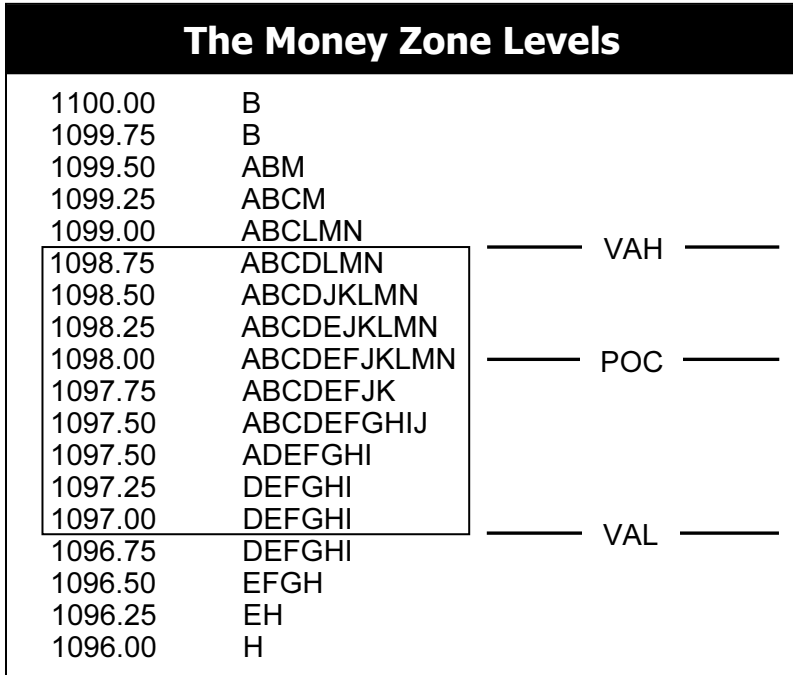 The Money Zone Levels
1100.00 B
1099.75 B
1099.50 ABM
1099.25 ABCM
1099.00 ABCLMN
VAH
1098.75 ABCDLMN
1098.50 ABCDJKLMN
1098.25 ABCDEJKLMN
1098.00 ABCDEFJKLMN POC
1097.75 ABCDEFJK
1097.50 ABCDEFGHIJ
1097.50 ADEFGHI
1097.25 DEFGHI
1097.00 DEFGHI
VAL
1096.75 DEFGHI
1096.50 EFGH
1096.25 EH
1096.00 H